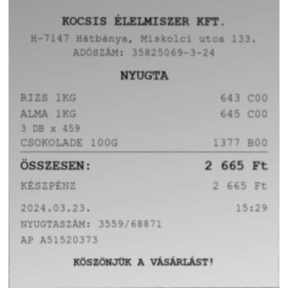 KOCSIS ÉLELMISZER KFT.
H-7147 Hátbánya, Miskolci utca 133.
ADÓSZÁM: 35825069-3-24
NYUGTA
RIZS 1KG 643 C00
ALMA 1KG 645 C00
3 DB x 459
CSOKOLADE 100G 1377 B00
ÖSSZESEN: 2 665 Ft
KÉSZPÉNZ 2 665 Ft
2024.03.23. 15:29
NYUGTASZÁM: 3559/68871
AP A51520373
KÖSZÖNJÜK A VÁSÁRLÁST!